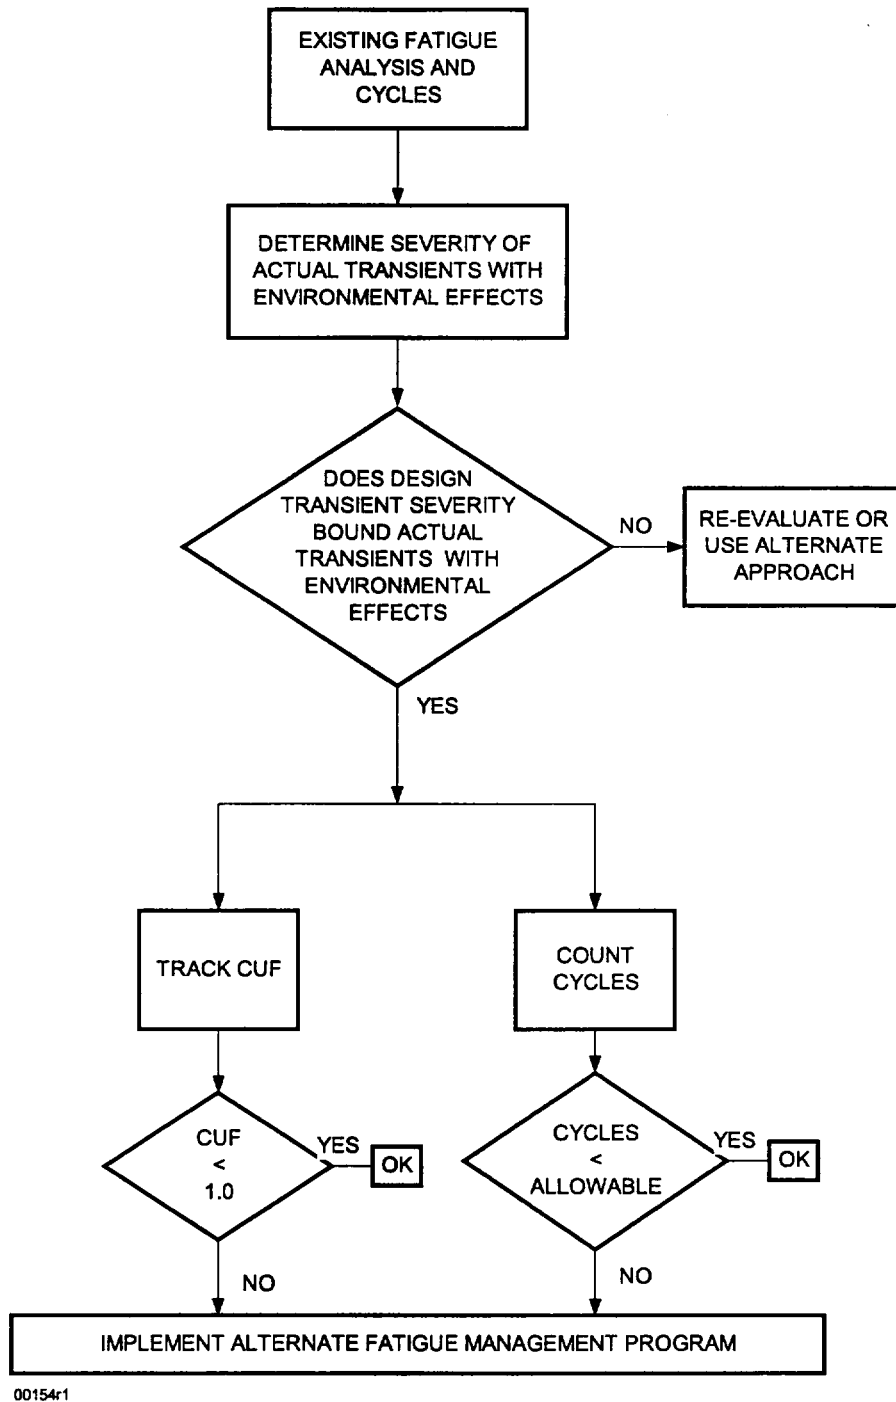 EXISTING FATIGUE
ANALYSIS AND
CYCLES
DETERMINE SEVERITY OF
ACTUAL TRANSIENTS WITH
ENVIRONMENTAL EFFECTS
DOES DESIGN
TRANSIENT SEVERITY
BOUND ACTUAL
TRANSIENTS WITH
ENVIRONMENTAL
EFFECTS
NO
RE-EVALUATE OR
USE ALTERNATE
APPROACH
YES
TRACK CUF
COUNT
CYCLES
CUF
<
1.0
YES
OK
CYCLES
<
ALLOWABLE
YES
OK
NO
NO
IMPLEMENT ALTERNATE FATIGUE MANAGEMENT PROGRAM
00154r1